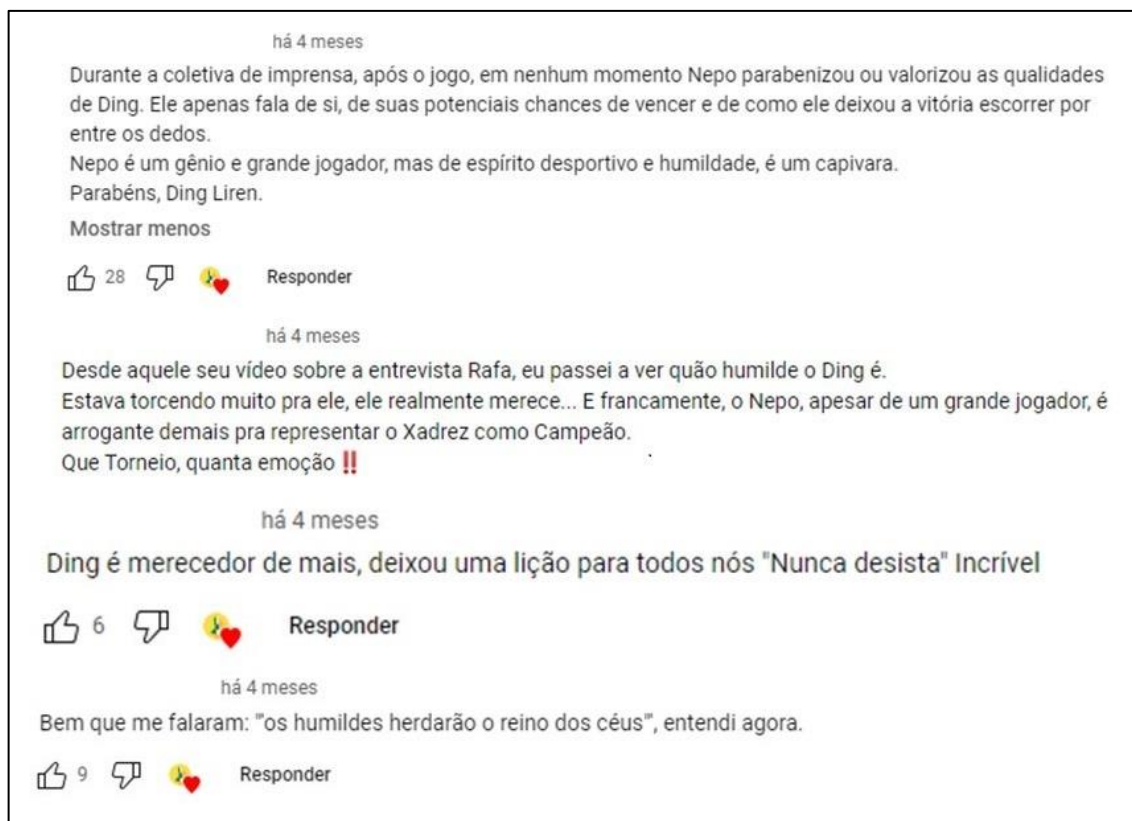 há 4 meses
Durante a coletiva de imprensa, após o jogo, em nenhum momento Nepo parabenizou ou valorizou as qualidades
de Ding. Ele apenas fala de si, de suas potenciais chances de vencer e de como ele deixou a vitória escorrer por
entre os dedos.
Nepo é um gênio e grande jogador, mas de espírito desportivo e humildade, é um capivara.
Parabéns, Ding Liren.
Mostrar menos
28 Responder
há 4 meses
Desde aquele seu vídeo sobre a entrevista Rafa, eu passei a ver quão humilde o Ding é.
Estava torcendo muito pra ele, ele realmente merece... E francamente, o Nepo, apesar de um grande jogador, é
arrogante demais pra representar o Xadrez como Campeão.
Que Torneio, quanta emoção ‼
há 4 meses
Ding é merecedor de mais, deixou uma lição para todos nós "Nunca desista" Incrível
6 Responder
há 4 meses
Bem que me falaram: "'os humildes herdarão o reino dos céus'", entendi agora.
9 Responder